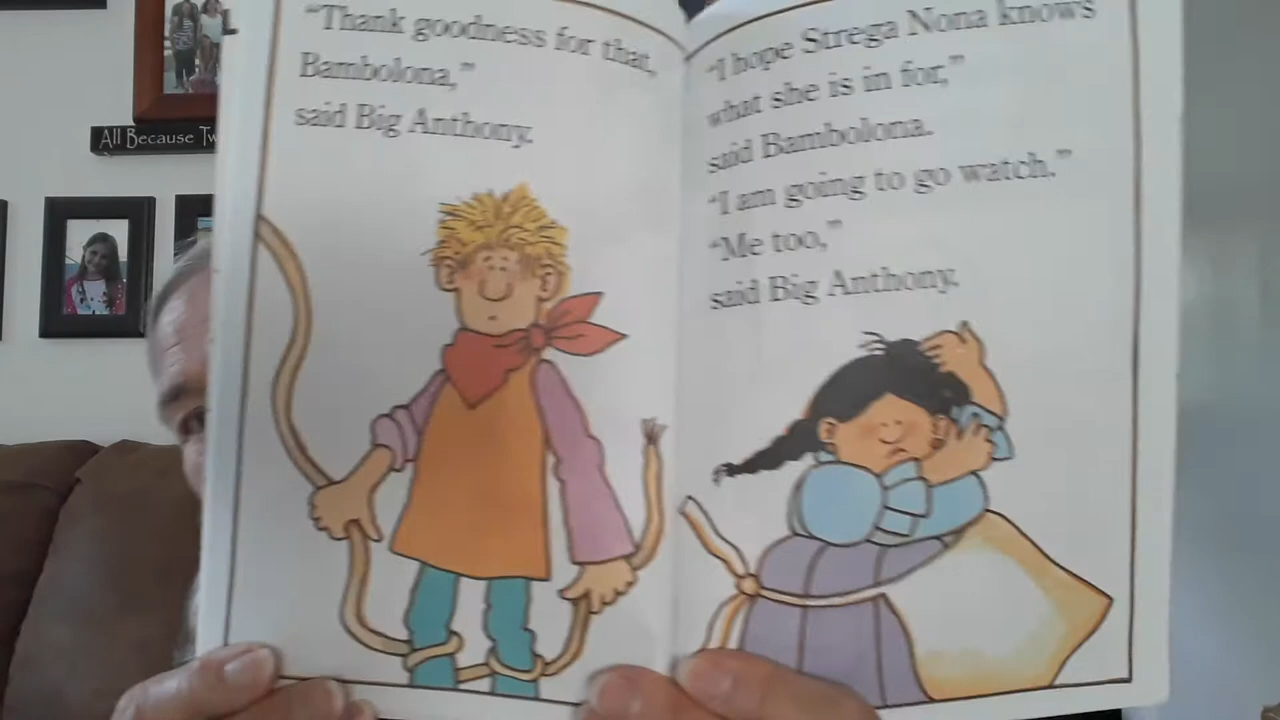 "Thank goodness for that,
Bambolona,"
said Big Anthony.
"I hope Strega Nona knows
what she is in for,"
said Bambolona.
"I am going to go watch."
"Me too,"
said Big Anthony.
All Because Tw